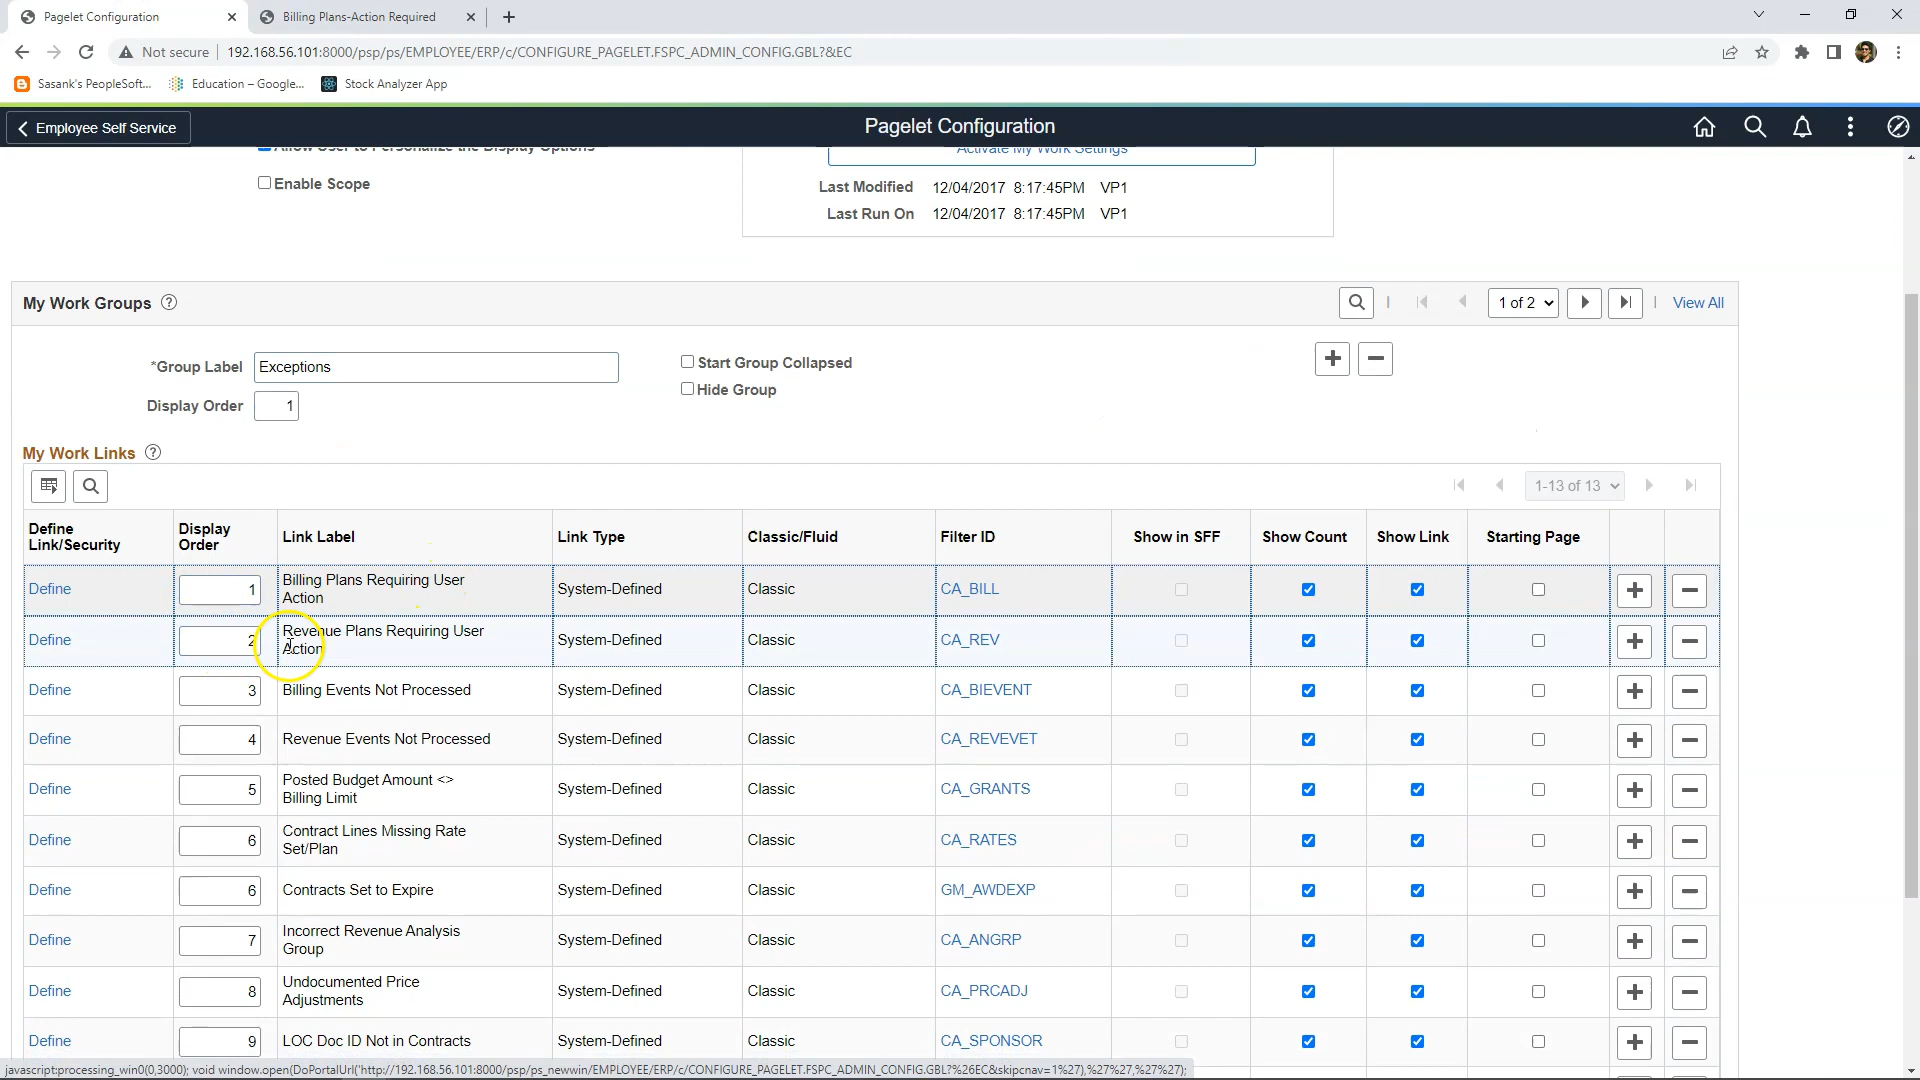 Pagelet Configuration
Billing Plans-Action Required
Not secure
192.168.56.101:8000/psp/ps/EMPLOYEE/ERP/c/CONFIGURE_PAGELET.FSPC_ADMIN_CONFIG.GBL?&EC
Sasank's PeopleSoft...
Education – Google...
Stock Analyzer App
Employee Self Service
Pagelet Configuration
Allow User to Personalize the Display Options
Activate My Work Settings
Enable Scope
Last Modified 12/04/2017 8:17:45PM VP1
Last Run On 12/04/2017 8:17:45PM VP1
My Work Groups
1 of 2
View All
*Group Label Exceptions
Start Group Collapsed
Hide Group
Display Order 1
My Work Links
1-13 of 13
Define Link/Security Display Order Link Label Link Type Classic/Fluid Filter ID Show in SFF Show Count Show Link Starting Page
Define 1 Billing Plans Requiring User Action System-Defined Classic CA_BILL
Define 2 Revenue Plans Requiring User Action System-Defined Classic CA_REV
Define 3 Billing Events Not Processed System-Defined Classic CA_BIEVENT
Define 4 Revenue Events Not Processed System-Defined Classic CA_REVEVET
Define 5 Posted Budget Amount <> Billing Limit System-Defined Classic CA_GRANTS
Define 6 Contract Lines Missing Rate Set/Plan System-Defined Classic CA_RATES
Define 6 Contracts Set to Expire System-Defined Classic GM_AWDEXP
Define 7 Incorrect Revenue Analysis Group System-Defined Classic CA_ANGRP
Define 8 Undocumented Price Adjustments System-Defined Classic CA_PRCADJ
Define 9 LOC Doc ID Not in Contracts System-Defined Classic CA_SPONSOR
javascript:processing_win0(0,3000); void window.open(DoPortalUrl('http://192.168.56.101:8000/psp/ps_newwin/EMPLOYEE/ERP/c/CONFIGURE_PAGELET.FSPC_ADMIN_CONFIG.GBL?%26EC&skipcnav=1%27),%27%27,%27%27);